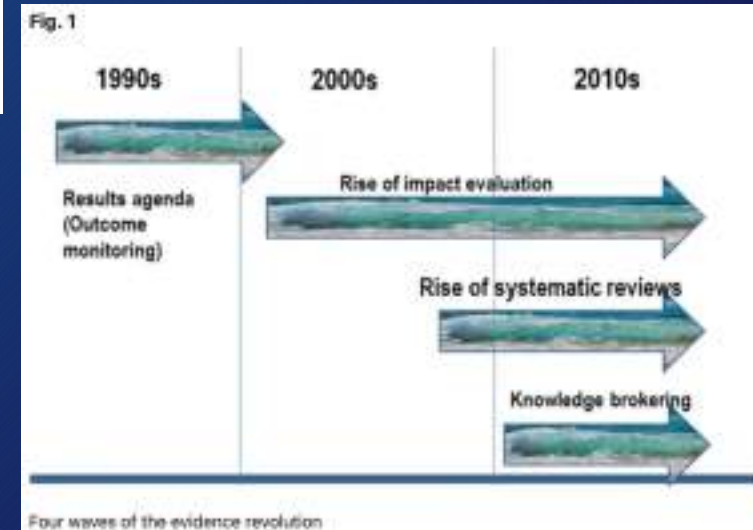 Fig. 1
1990s
2000s
2010s
Results agenda
(Outcome
monitoring)
Rise of impact evaluation
Rise of systematic reviews
Knowledge brokering
Four waves of the evidence revolution